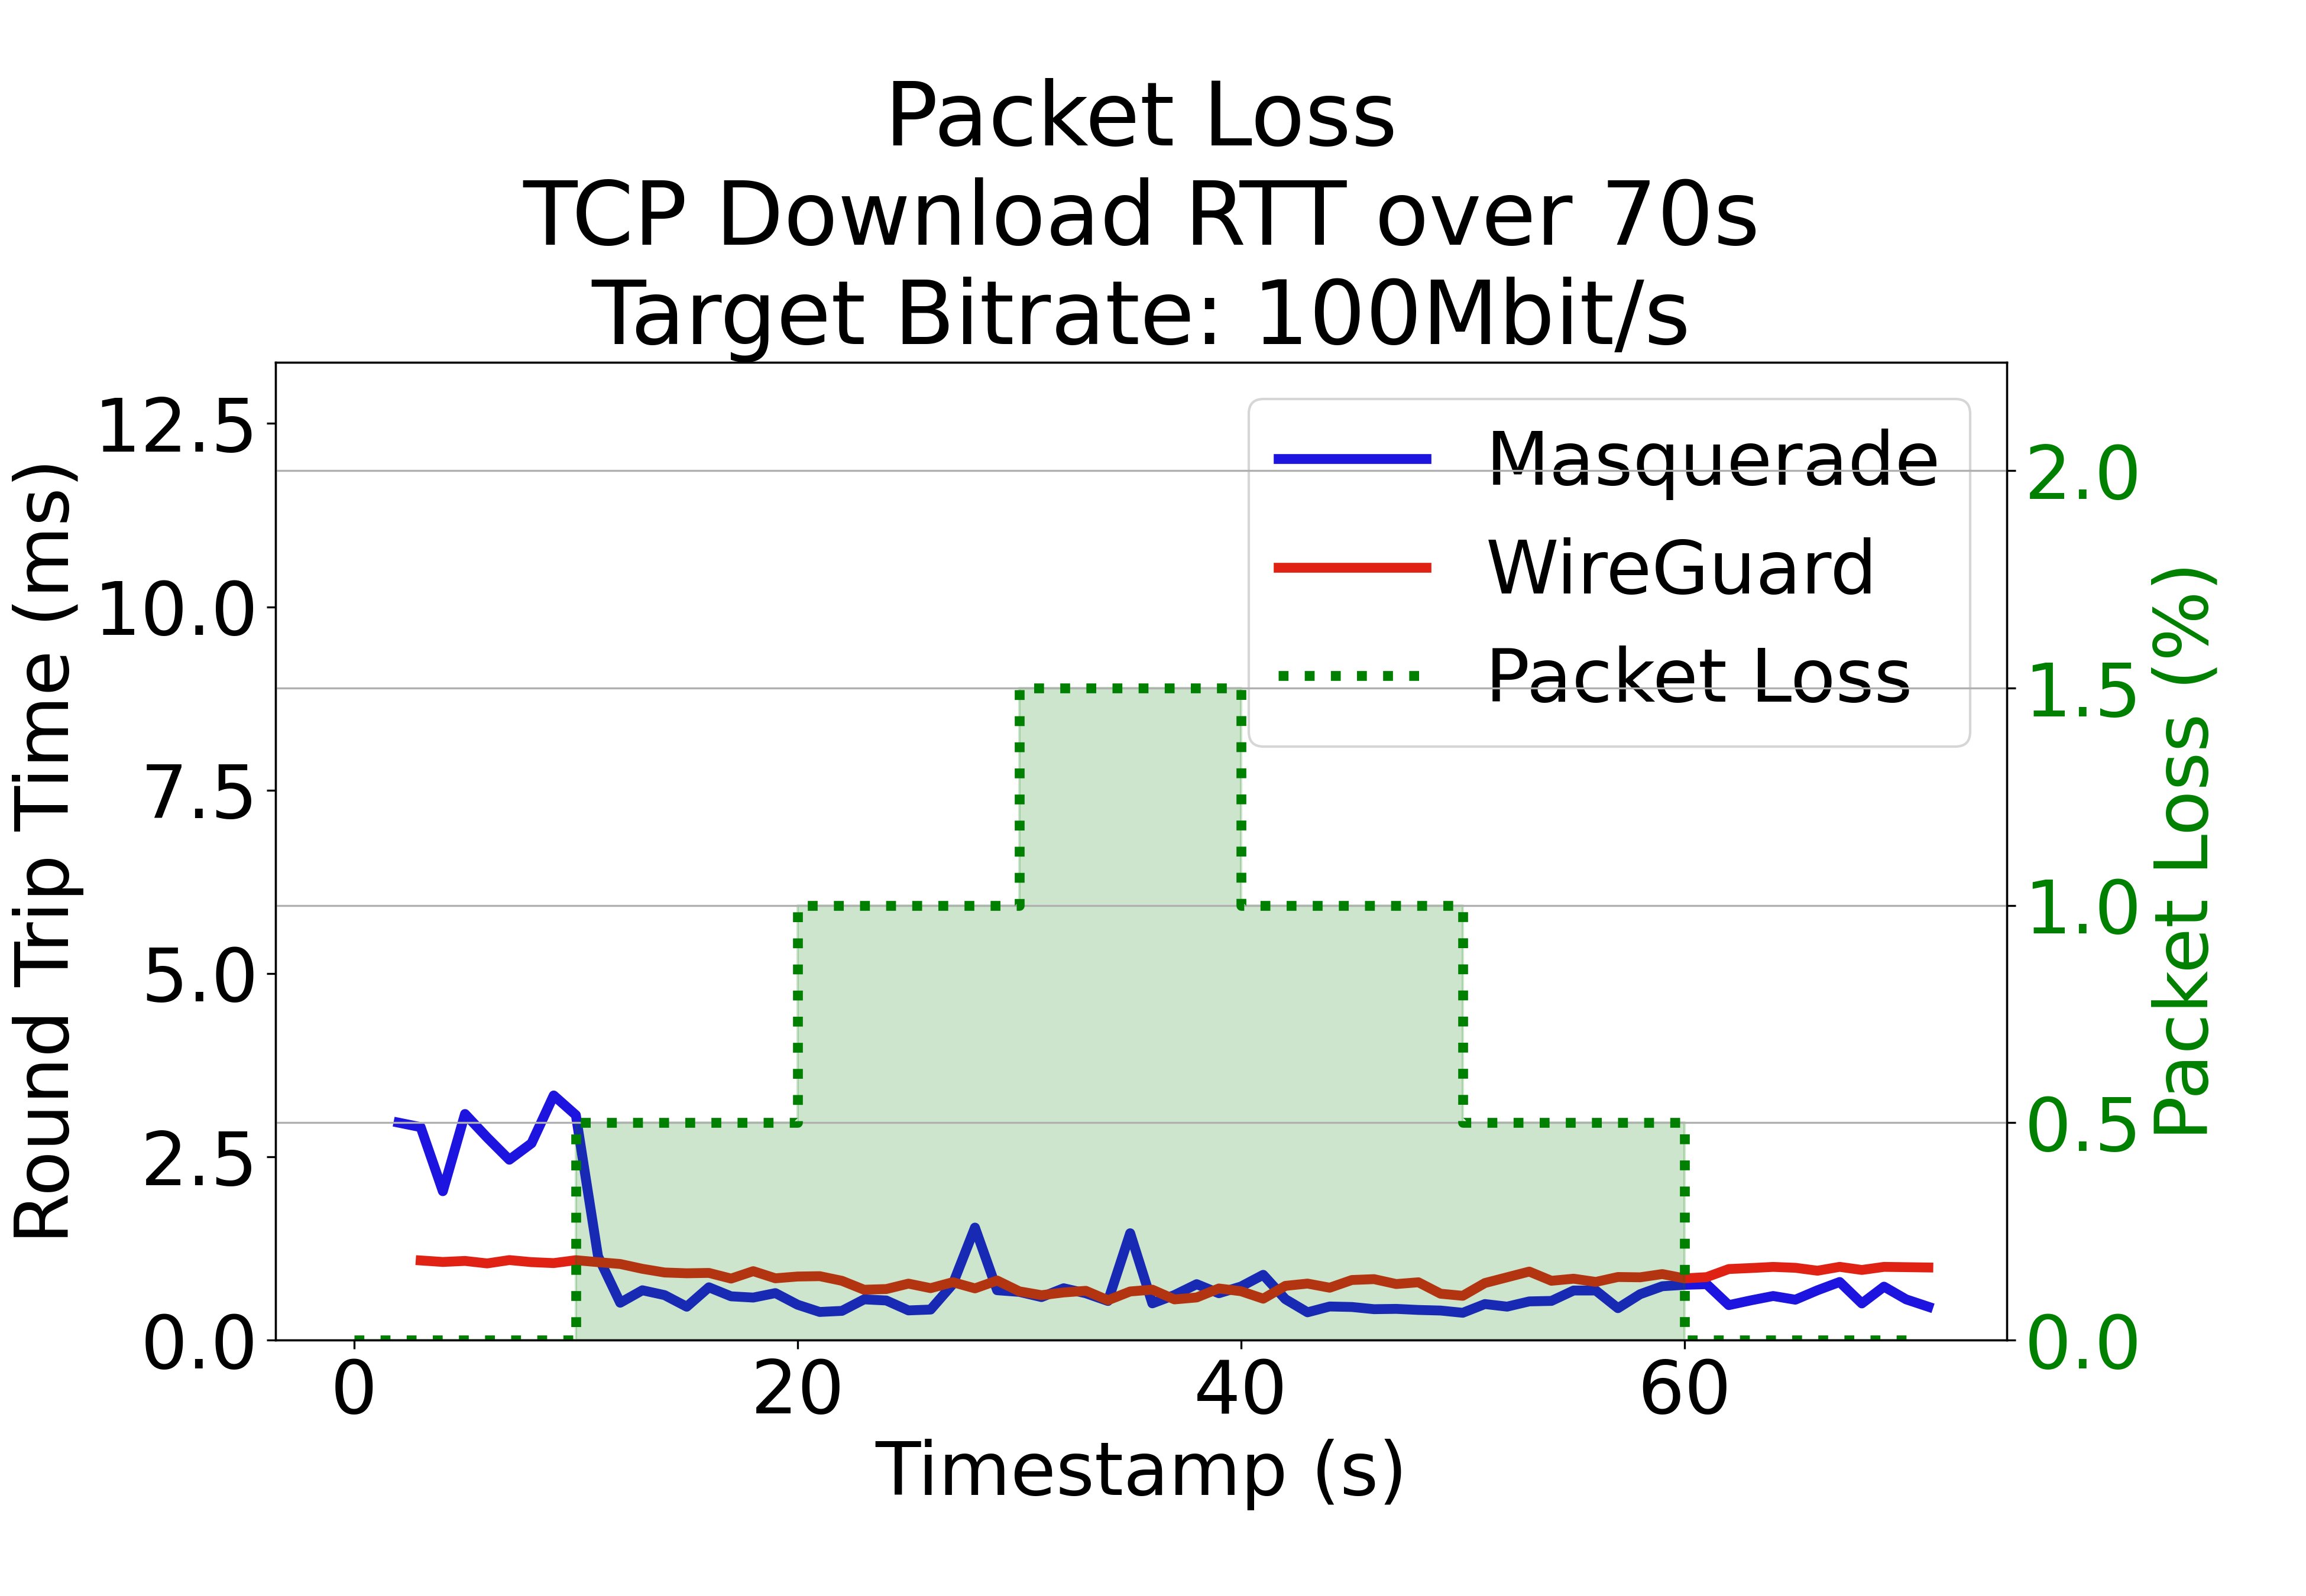 Packet Loss
TCP Download RTT over 70s
Target Bitrate: 100Mbit/s
Round Trip Time (ms)
12.5
10.0
7.5
5.0
2.5
0.0
Masquerade
WireGuard
Packet Loss
2.0
1.5
1.0
0.5
0.0
Packet Loss (%)
0 20 40 60
Timestamp (s)